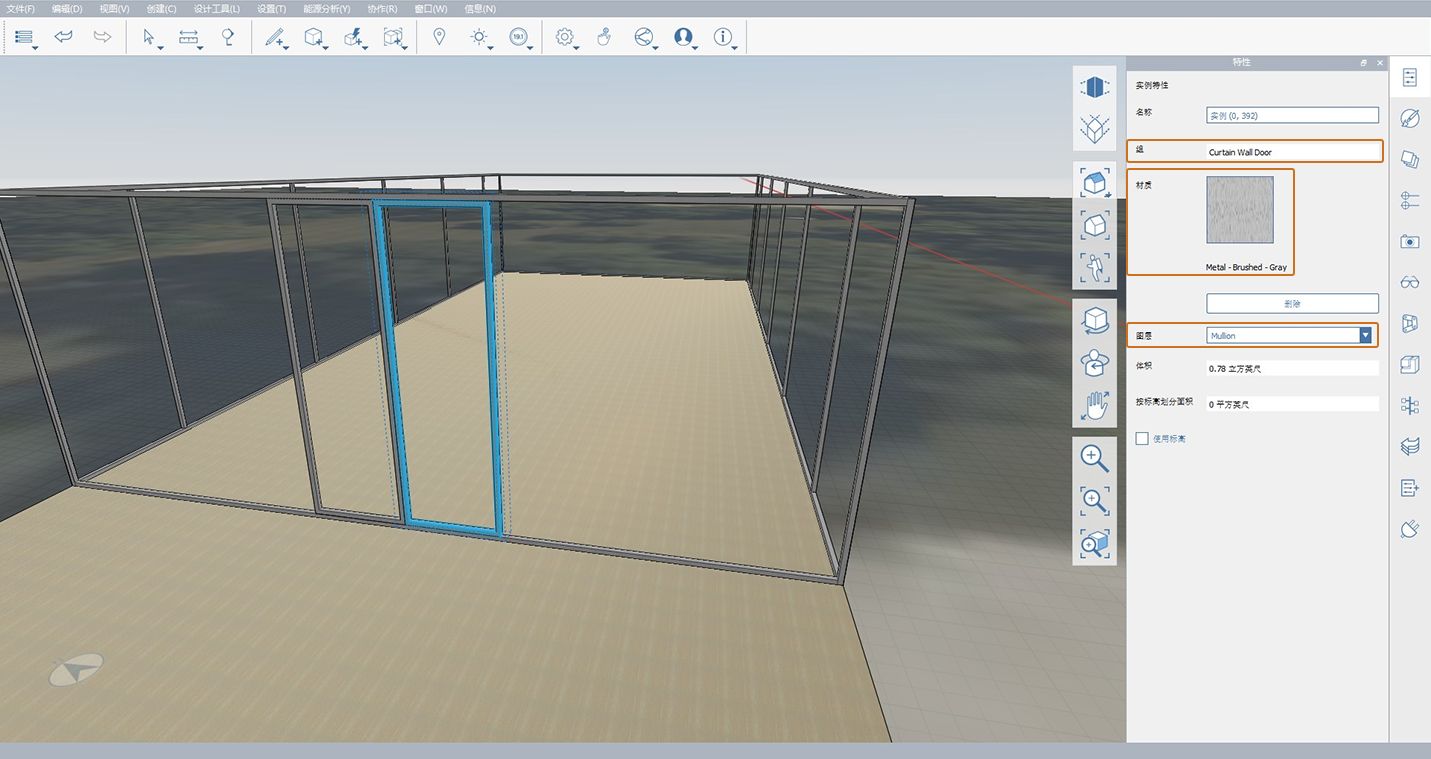 文件(F) 编辑(D) 视图(V) 创建(C) 设计工具(L) 设置(T) 能源分析(Y) 协作(R) 窗口(W) 信息(N)
19.1
特性
实例特性
名称 实例 (0, 392)
组 Curtain Wall Door
材质
Metal - Brushed - Gray
删除
图层 Mullion
体积 0.78 立方英尺
按标高划分面积 0 平方英尺
使用标高